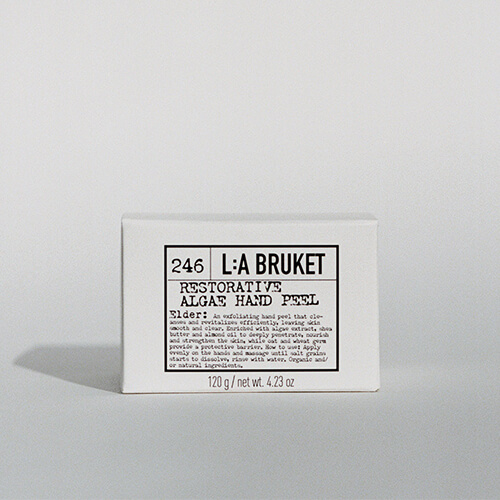 246 L:A BRUKET
RESTORATIVE
ALGAE HAND PEEL
Elder: An exfoliating hand peel that cle-
anses and revitalizes efficiently, leaving skin
smooth and clear. Enriched with algae extract, shea
butter and almond oil to deeply penetrate, nourish
and strengthen the skin, while oat and wheat germ
provide a protective barrier. How to use: Apply
evenly on the hands and massage until salt grains
starts to dissolve, rinse with water. Organic and/
or natural ingredients.
120 g / net wt. 4.23 oz